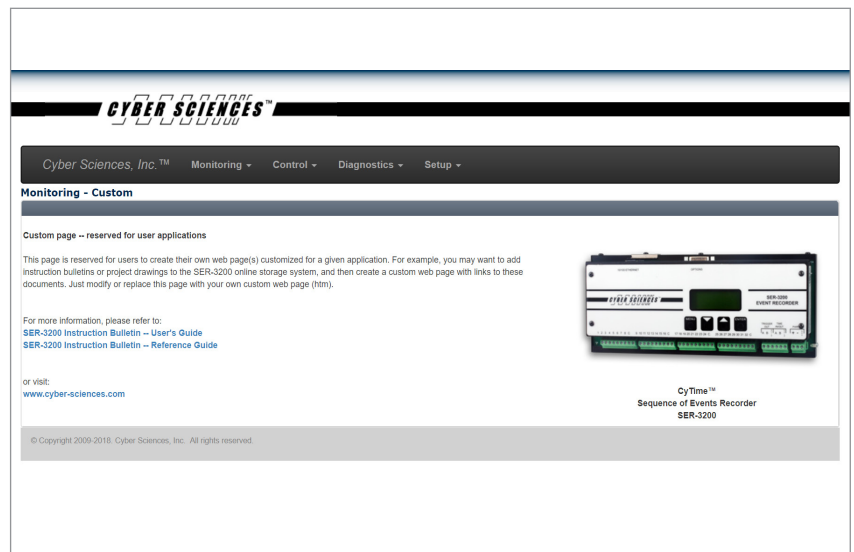 CYBER SCIENCES™
Cyber Sciences, Inc.™ Monitoring Control Diagnostics Setup
Monitoring - Custom
Custom page -- reserved for user applications
This page is reserved for users to create their own web page(s) customized for a given application. For example, you may want to add
instruction bulletins or project drawings to the SER-3200 online storage system, and then create a custom web page with links to these
documents. Just modify or replace this page with your own custom web page (htm).
For more information, please refer to:
SER-3200 Instruction Bulletin -- User's Guide
SER-3200 Instruction Bulletin -- Reference Guide
or visit:
www.cyber-sciences.com
CYBER SCIENCES
SER-3200
EVENT RECORDER
CyTime™
Sequence of Events Recorder
SER-3200
© Copyright 2009-2018. Cyber Sciences, Inc. All rights reserved.